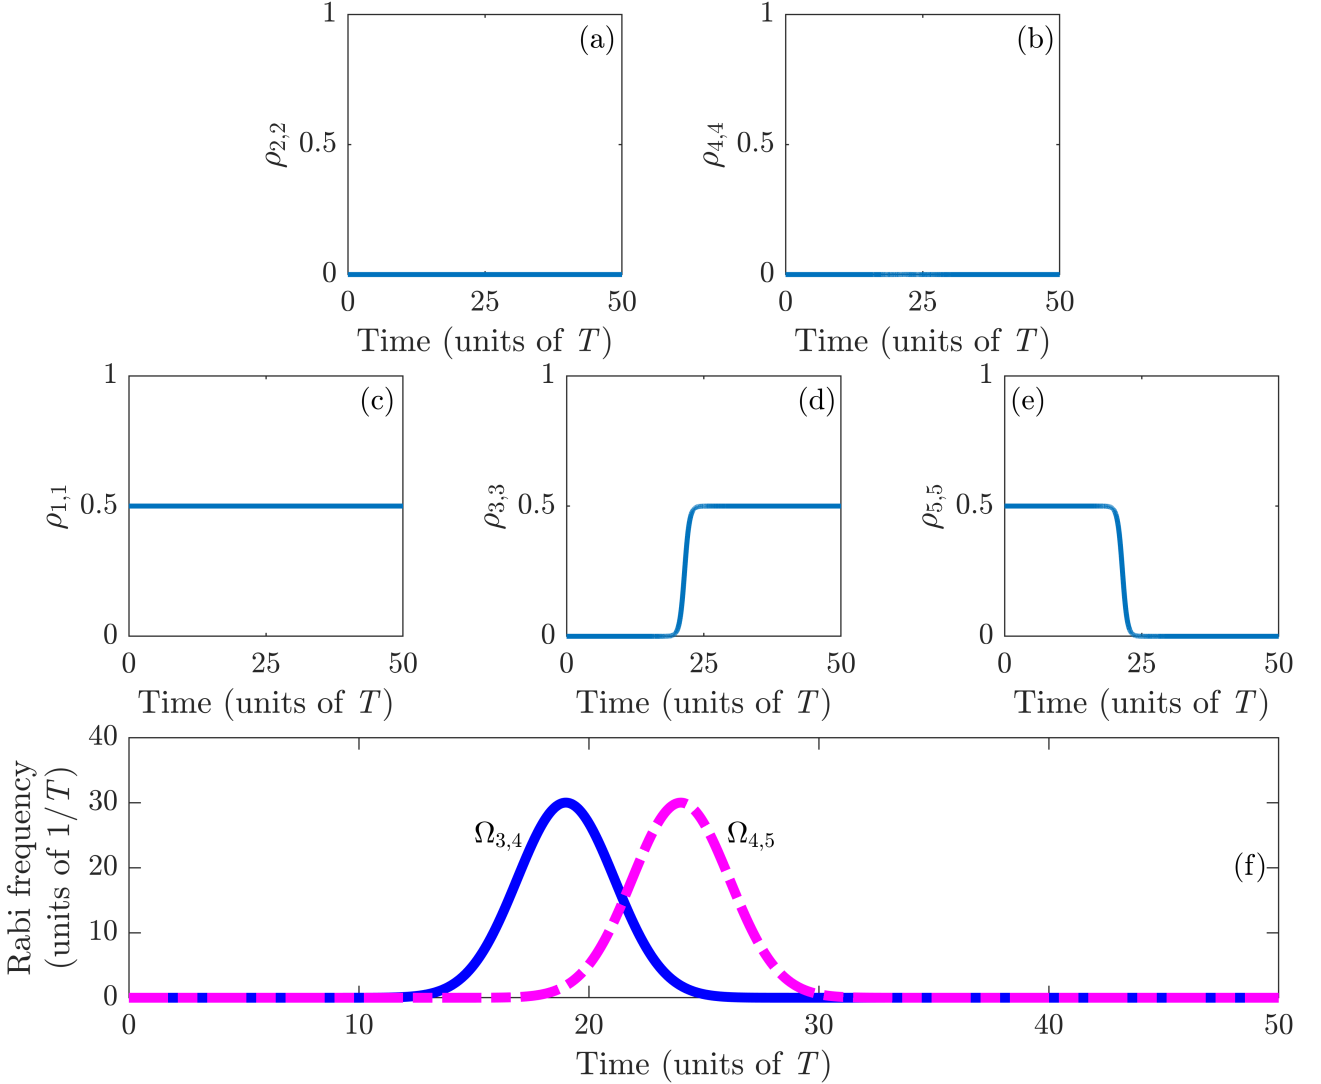 1
(a)
ρ2,2
0.5
0
0 25 50
Time (units of T)
1
(b)
ρ4,4
0.5
0
0 25 50
Time (units of T)
1
(c)
ρ1,1
0.5
0
0 25 50
Time (units of T)
1
(d)
ρ3,3
0.5
0
0 25 50
Time (units of T)
1
(e)
ρ5,5
0.5
0
0 25 50
Time (units of T)
Rabi frequency
(units of 1/T)
40
30
20
10
0
Ω3,4
Ω4,5
(f)
0 10 20 30 40 50
Time (units of T)